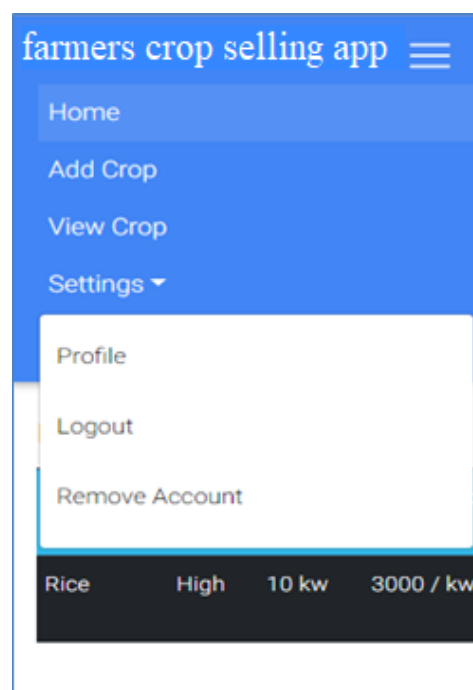 farmers crop selling app
Home
Add Crop
View Crop
Settings
Profile
Logout
Remove Account
Rice High 10 kw 3000 / kw